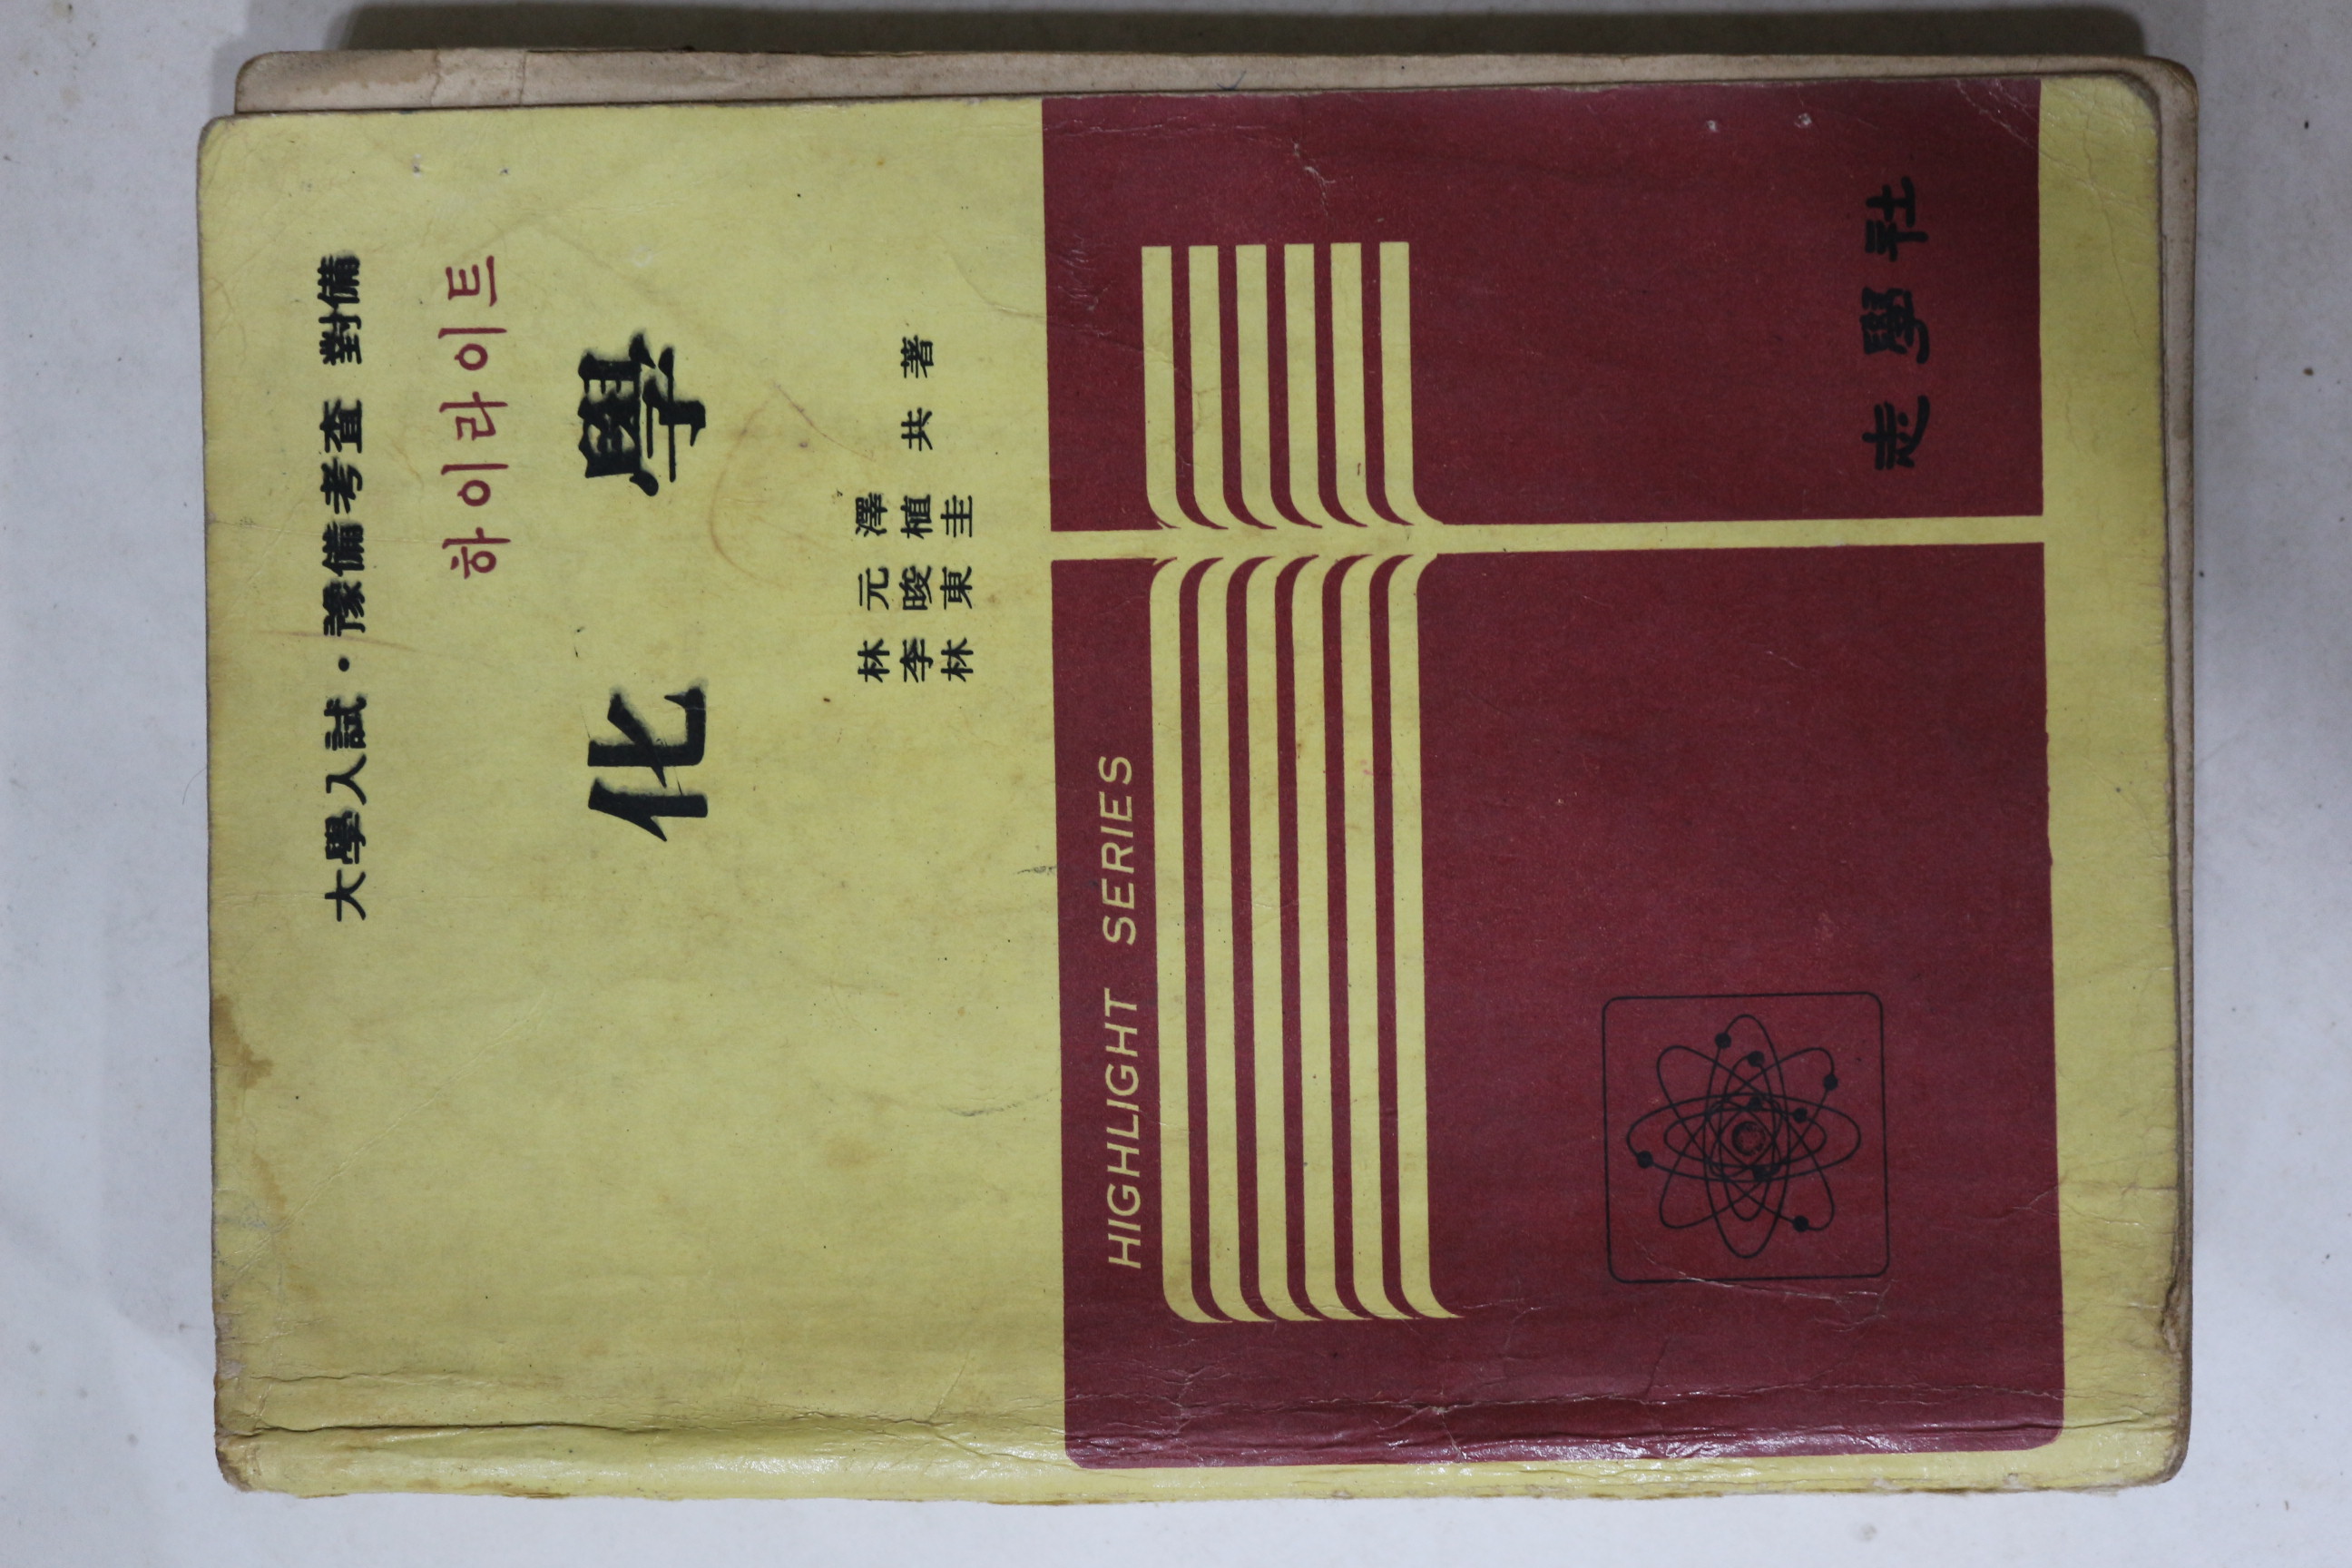 大學入試·豫備考査 對備
하이라이트
化 學
林 元 澤
李 晙 植 共 著
林 東 圭
HIGHLIGHT SERIES
志 學 社